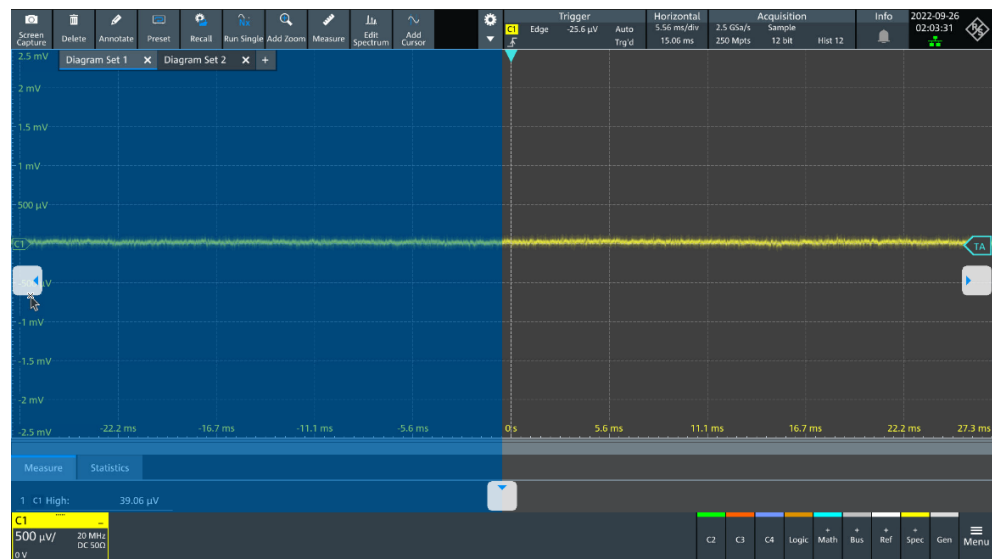 Screen Capture
Delete
Annotate
Preset
Recall
Run Single
Add Zoom
Measure
Edit Spectrum
Add Cursor
C1
Trigger
Edge -25.6 µV Auto
Trg'd
Horizontal
5.56 ms/div
15.06 ms
Acquisition
2.5 GSa/s Sample
250 Mpts 12 bit Hist 12
Info
2022-09-26
02:03:31
R&S
Diagram Set 1 Diagram Set 2 +
2.5 mV
2 mV
1.5 mV
1 mV
500 µV
C1
TA
-1 mV
-1.5 mV
-2 mV
-2.5 mV
-22.2 ms -16.7 ms -11.1 ms -5.6 ms 0 s 5.6 ms 11.1 ms 16.7 ms 22.2 ms 27.3 ms
Measure Statistics
1 C1 High: 39.06 µV
C1
500 µV/ 20 MHz
DC 50Ω
0 V
C2 C3 C4 Logic + Math + Bus + Ref + Spec Gen Menu